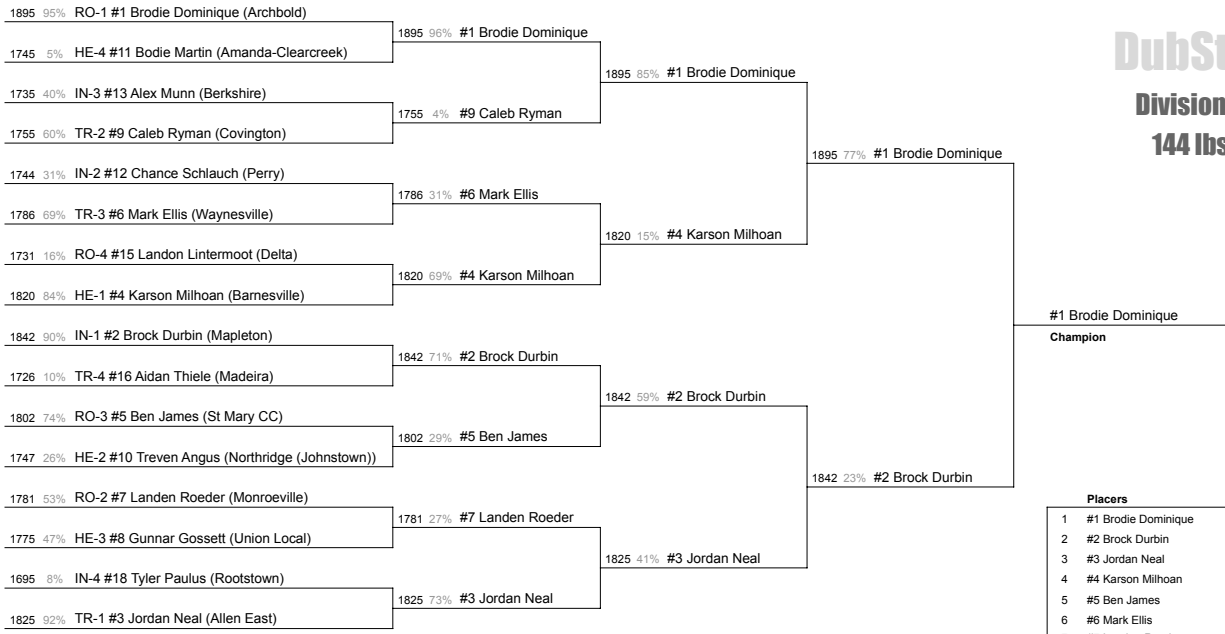 1895 95% RO-1 #1 Brodie Dominique (Archbold)
1745 5% HE-4 #11 Bodie Martin (Amanda-Clearcreek)
1735 40% IN-3 #13 Alex Munn (Berkshire)
1755 60% TR-2 #9 Caleb Ryman (Covington)
1744 31% IN-2 #12 Chance Schlauch (Perry)
1786 69% TR-3 #6 Mark Ellis (Waynesville)
1731 16% RO-4 #15 Landon Lintermoot (Delta)
1820 84% HE-1 #4 Karson Milhoan (Barnesville)
1842 90% IN-1 #2 Brock Durbin (Mapleton)
1726 10% TR-4 #16 Aidan Thiele (Madeira)
1802 74% RO-3 #5 Ben James (St Mary CC)
1747 26% HE-2 #10 Treven Angus (Northridge (Johnstown))
1781 53% RO-2 #7 Landen Roeder (Monroeville)
1775 47% HE-3 #8 Gunnar Gossett (Union Local)
1695 8% IN-4 #18 Tyler Paulus (Rootstown)
1825 92% TR-1 #3 Jordan Neal (Allen East)
1895 96% #1 Brodie Dominique
1755 4% #9 Caleb Ryman
1786 31% #6 Mark Ellis
1820 69% #4 Karson Milhoan
1842 71% #2 Brock Durbin
1802 29% #5 Ben James
1781 27% #7 Landen Roeder
1825 73% #3 Jordan Neal
1895 85% #1 Brodie Dominique
1820 15% #4 Karson Milhoan
1842 59% #2 Brock Durbin
1825 41% #3 Jordan Neal
1895 77% #1 Brodie Dominique
1842 23% #2 Brock Durbin
#1 Brodie Dominique
Champion
DubSt
Division
144 lbs
Placers
1 #1 Brodie Dominique
2 #2 Brock Durbin
3 #3 Jordan Neal
4 #4 Karson Milhoan
5 #5 Ben James
6 #6 Mark Ellis